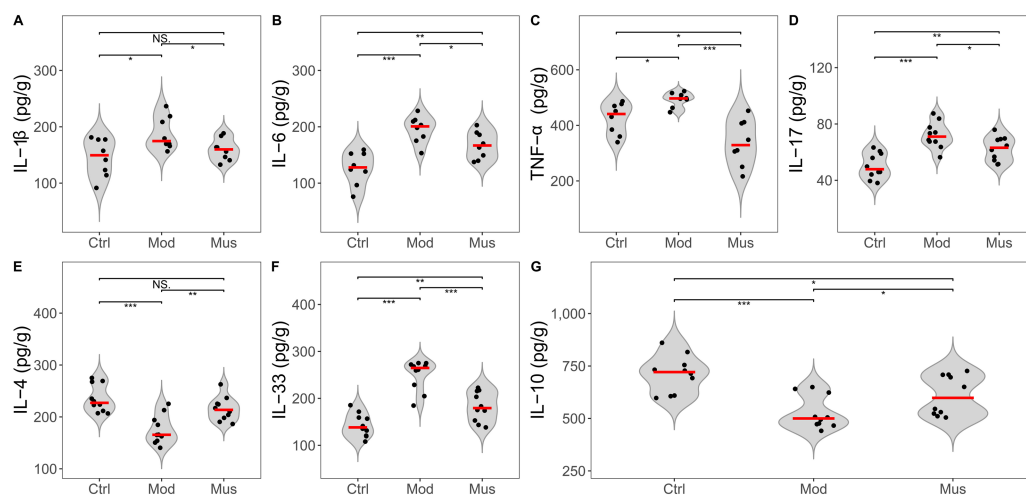 A
IL−1β (pg/g)
300
200
100
NS.
*
*
Ctrl Mod Mus
B
IL−6 (pg/g)
300
200
100
**
***
*
Ctrl Mod Mus
C
TNF−α (pg/g)
600
400
200
*
*
***
Ctrl Mod Mus
D
IL−17 (pg/g)
120
80
40
**
***
*
Ctrl Mod Mus
E
IL−4 (pg/g)
400
300
200
100
NS.
***
**
Ctrl Mod Mus
F
IL−33 (pg/g)
400
300
200
100
**
***
***
Ctrl Mod Mus
G
IL−10 (pg/g)
1,000
750
500
250
*
***
*
Ctrl Mod Mus